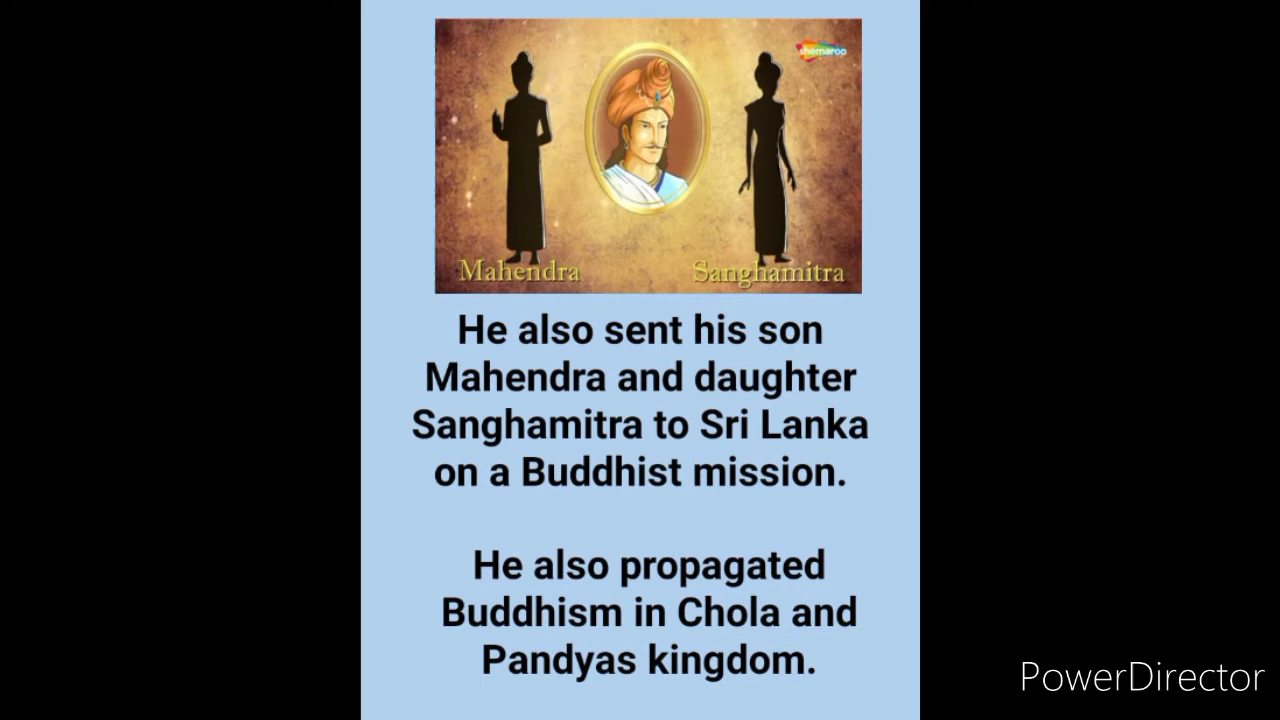 shemaroo
Mahendra
Sanghamitra
He also sent his son
Mahendra and daughter
Sanghamitra to Sri Lanka
on a Buddhist mission.
He also propagated
Buddhism in Chola and
Pandyas kingdom.
PowerDirector